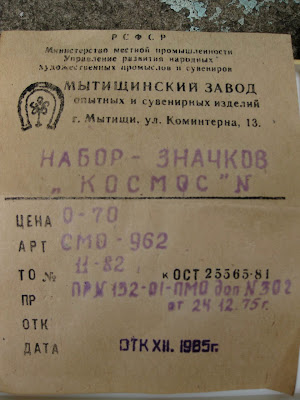 РСФСР
Министерство местной промышленности
Управление развития народных
Художественных промыслов и сувениров
МЫТИЩИНСКИЙ ЗАВОД
опытных и сувенирных изделий
г. Мытищи, ул. Коминтерна, 13.
НАБОР - ЗНАЧКОВ
„КОСМОС" N
ЦЕНА 0-70
АРТ СМО-962
ТО № 11-82 к ОСТ 25565-81
ПР ПР№ 132-01-ПМО доп N 302
от 24.12.75г.
ОТК
ДАТА ОТК XII. 1985г.